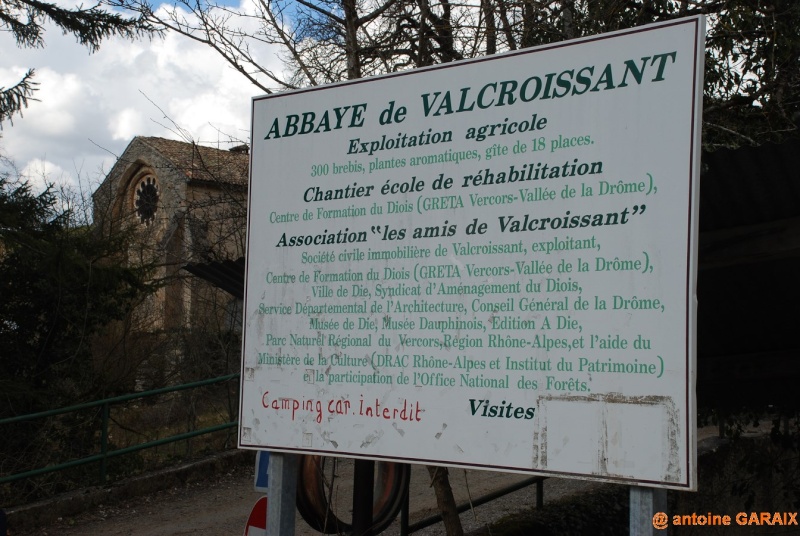 ABBAYE de VALCROISSANT
Exploitation agricole
300 brebis, plantes aromatiques, gîte de 18 places.
Chantier école de réhabilitation
Centre de Formation du Diois (GRETA Vercors-Vallée de la Drôme),
Association "les amis de Valcroissant"
Société civile immobilière de Valcroissant, exploitant,
Centre de Formation du Diois (GRETA Vercors-Vallée de la Drôme),
Ville de Die, Syndicat d'Aménagement du Diois,
Service Départemental de l'Architecture, Conseil Général de la Drôme,
Musée de Die, Musée Dauphinois, Edition A Die,
Parc Naturel Régional du Vercors,Région Rhône-Alpes,et l'aide du
Ministère de la Culture (DRAC Rhône-Alpes et Institut du Patrimoine)
et la participation de l'Office National des Forêts.
Camping car interdit
Visites
@ antoine GARAIX